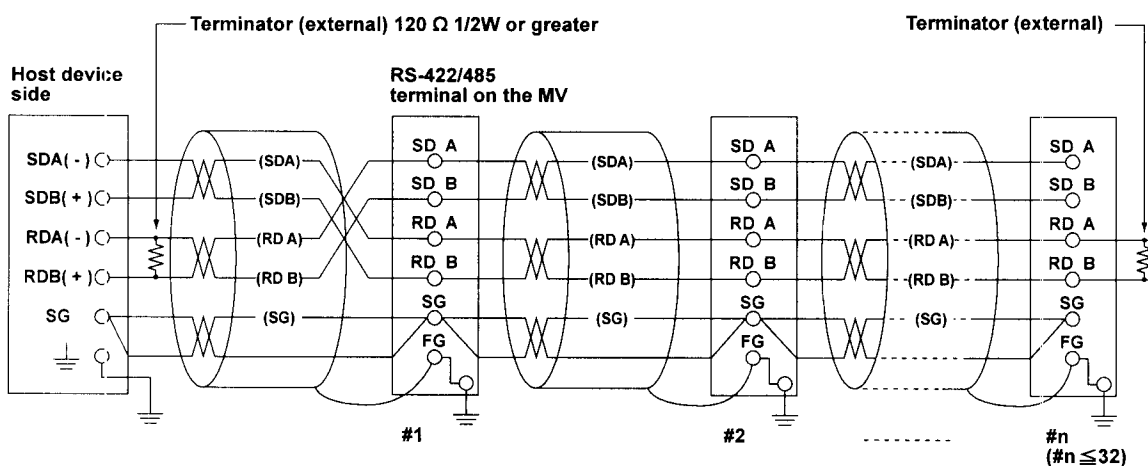 Terminator (external) 120 Ω 1/2W or greater
Terminator (external)
Host device
side
RS-422/485
terminal on the MV
SDA( - )
SDB( + )
RDA( - )
RDB( + )
SG
(SDA)
(SDB)
(RD A)
(RD B)
(SG)
SD A
SD B
RD A
RD B
SG
FG
#1
(SDA)
(SDB)
(RD A)
(RD B)
(SG)
SD A
SD B
RD A
RD B
SG
FG
#2
(SDA)
(SDB)
(RD A)
(RD B)
(SG)
SD A
SD B
RD A
RD B
SG
FG
#n
(#n ≦32)